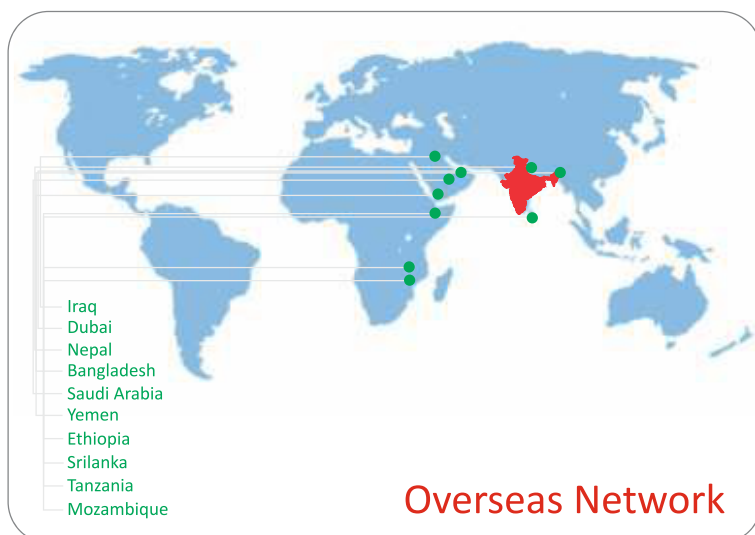 Iraq
Dubai
Nepal
Bangladesh
Saudi Arabia
Yemen
Ethiopia
Srilanka
Tanzania
Mozambique
Overseas Network